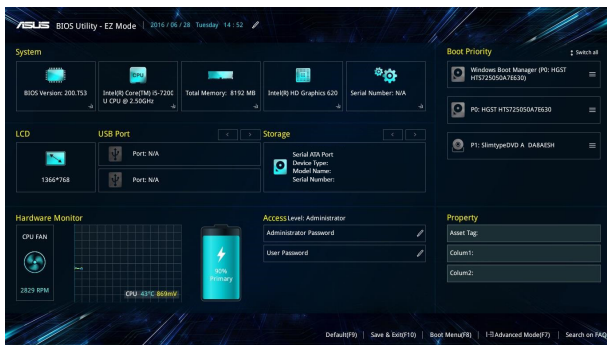 ASUS BIOS Utility - EZ Mode | 2016 / 06 / 28 Tuesday 14 : 52
System
BIOS Version: 200.T53
Intel(R) Core(TM) i5-7200
U CPU @ 2.50GHz
CPU
Total Memory: 8192 MB
Intel(R) HD Graphics 620
Serial Number: N/A
Boot Priority
Switch all
Windows Boot Manager (P0: HGST
HTS725050A7E630)
P0: HGST HTS725050A7E630
P1: SlimtypeDVD A DA8AESH
LCD
1366*768
USB Port
Port: N/A
Port: N/A
Storage
Serial ATA Port
Device Type:
Model Name:
Serial Number:
Hardware Monitor
CPU FAN
2829 RPM
CPU 43°C 869mV
90%
Primary
Access Level: Administrator
Administrator Password
User Password
Property
Asset Tag:
Colum1:
Colum2:
Default(F9) | Save & Exit(F10) | Boot Menu(F8) | Advanced Mode(F7) | Search on FAQ